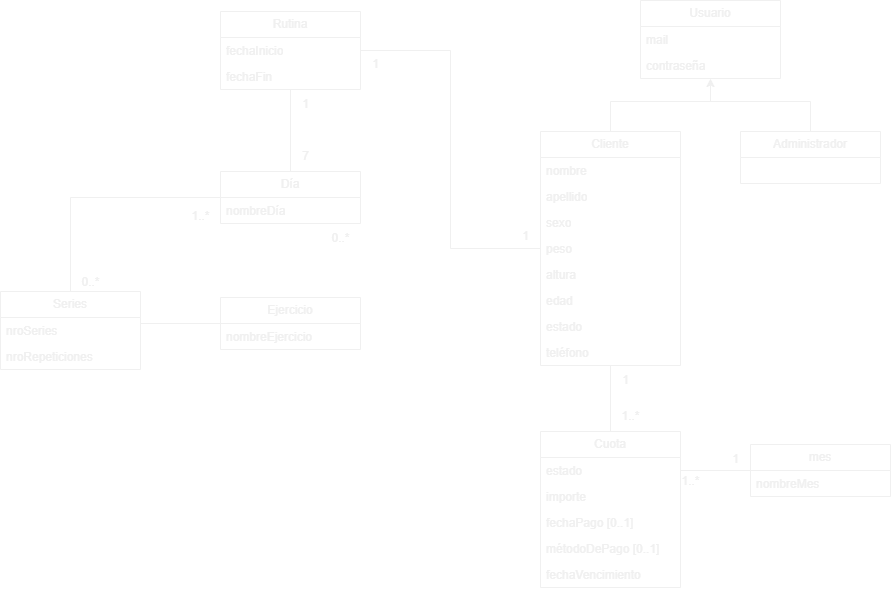 Rutina
fechaInicio
fechaFin
1
1
7
Día
nombreDía
1..*
0..*
0..*
Series
nroSeries
nroRepeticiones
Ejercicio
nombreEjercicio
Usuario
mail
contraseña
Cliente
nombre
apellido
sexo
peso
altura
edad
estado
teléfono
1
Administrador
1
1..*
Cuota
estado
importe
fechaPago [0..1]
métodoDePago [0..1]
fechaVencimiento
1
1..*
mes
nombreMes